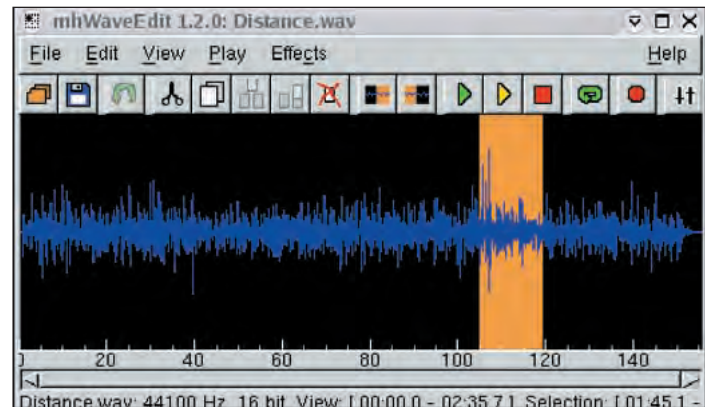 mhWaveEdit 1.2.0: Distance.wav
File Edit View Play Effects Help
20 40 60 80 100 120 140
Distance.wav: 44100 Hz, 16 bit, View: [ 00:00.0 - 02:35.7 ] Selection: [ 01:45.1 -